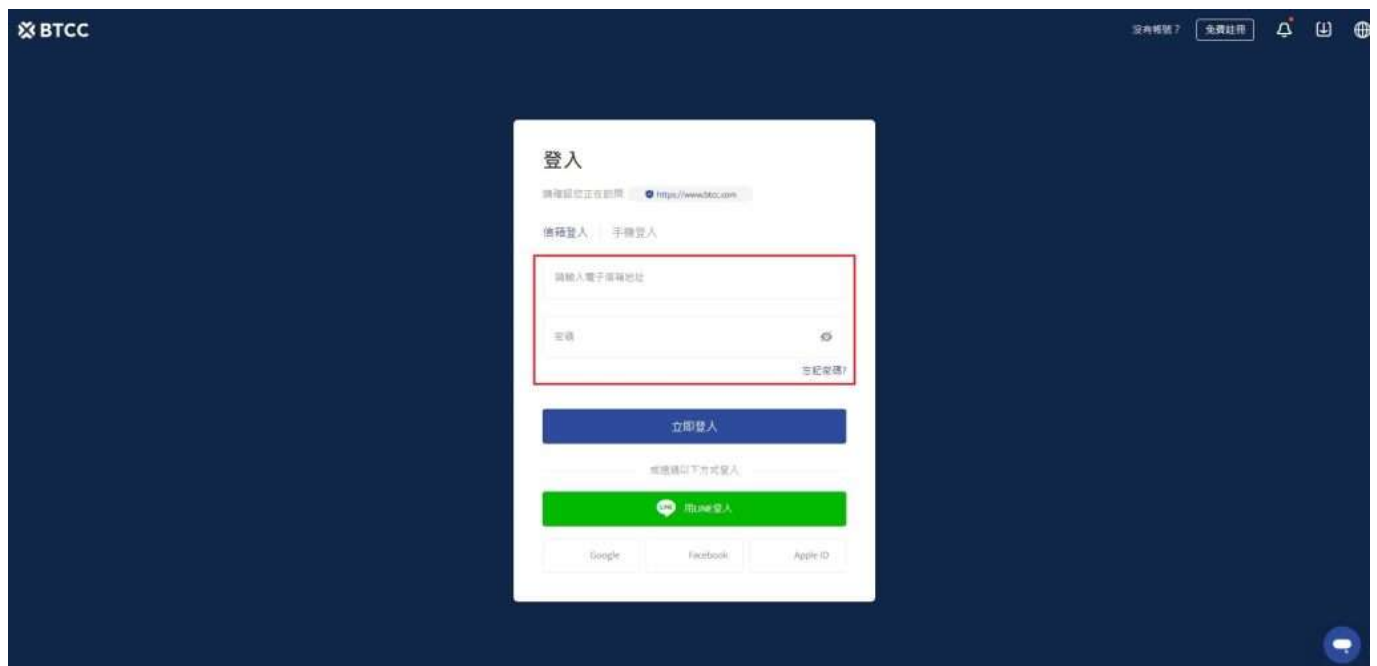 BTCC
沒有帳號？ 免費註冊
登入
請確認您正在訪問 https://www.btcc.com
信箱登入 手機登入
請輸入電子信箱地址
密碼
忘記密碼?
立即登入
或透過以下方式登入
LINE 用LINE登入
Google Facebook Apple ID